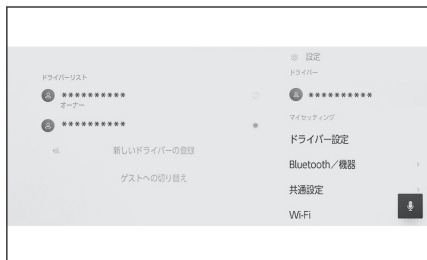 ドライバーリスト
**********
オーナー
**********
新しいドライバーの登録
ゲストへの切り替え
設定
ドライバー
**********
マイセッティング
ドライバー設定
Bluetooth／機器
共通設定
Wi-Fi